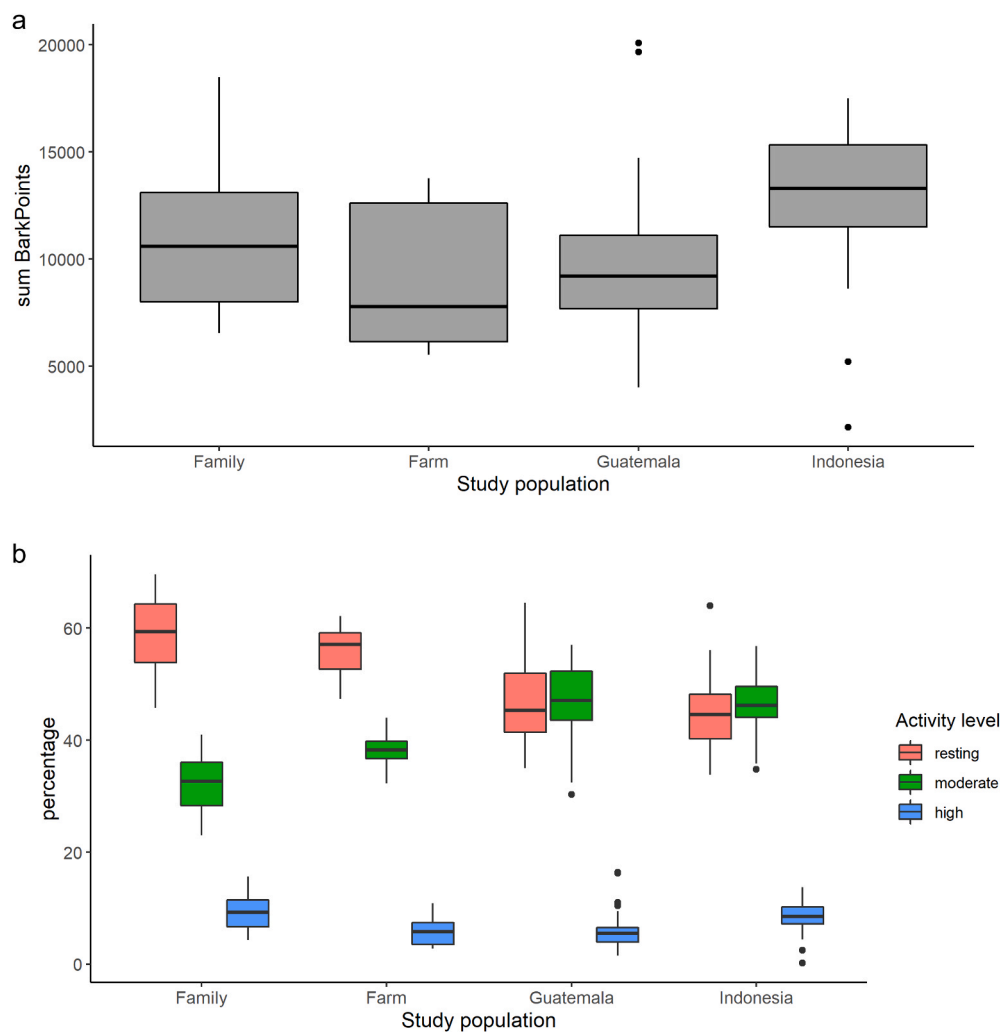 a
20000
15000
10000
5000
sum BarkPoints
Family Farm Guatemala Indonesia
Study population
b
60
40
20
0
percentage
Activity level
resting
moderate
high
Family Farm Guatemala Indonesia
Study population